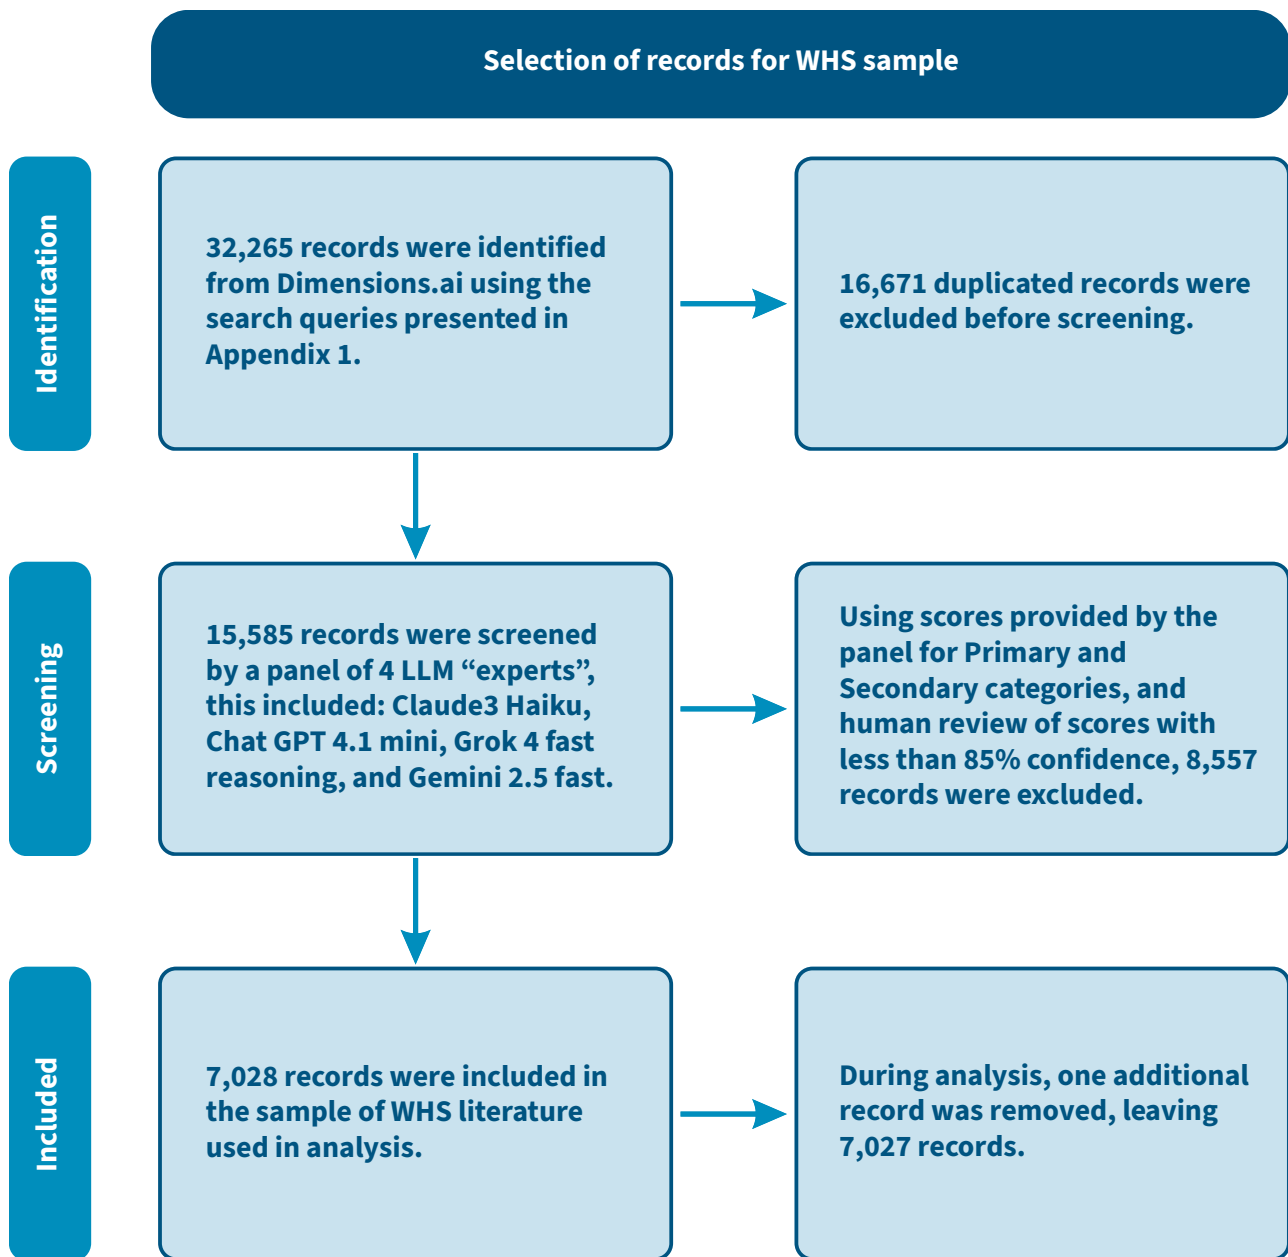 Selection of records for WHS sample
Identification
32,265 records were identified
from Dimensions.ai using the
search queries presented in
Appendix 1.
16,671 duplicated records were
excluded before screening.
Screening
15,585 records were screened
by a panel of 4 LLM “experts”,
this included: Claude3 Haiku,
Chat GPT 4.1 mini, Grok 4 fast
reasoning, and Gemini 2.5 fast.
Using scores provided by the
panel for Primary and
Secondary categories, and
human review of scores with
less than 85% confidence, 8,557
records were excluded.
Included
7,028 records were included in
the sample of WHS literature
used in analysis.
During analysis, one additional
record was removed, leaving
7,027 records.